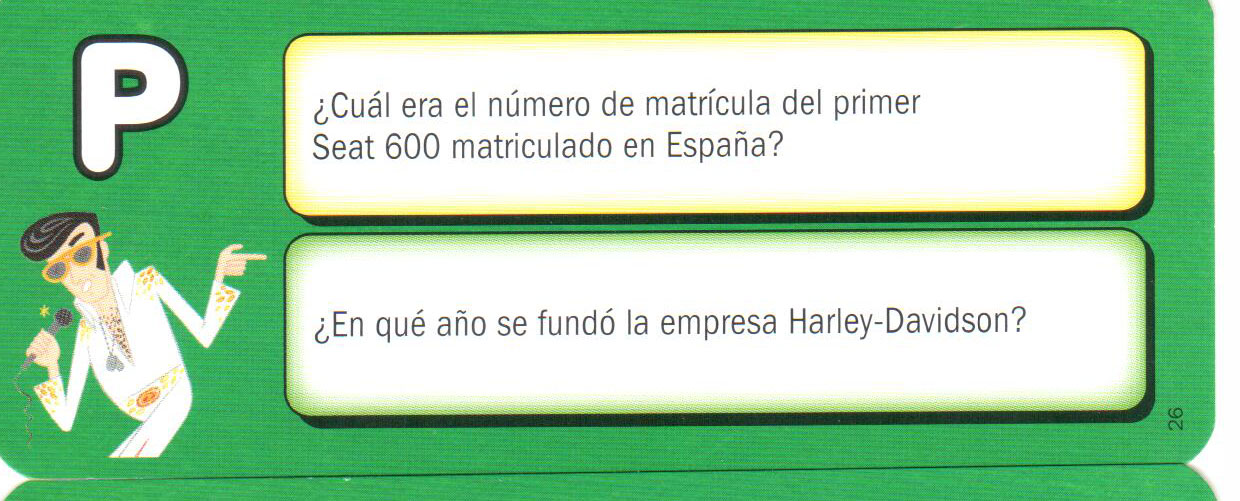 P
¿Cuál era el número de matrícula del primer
Seat 600 matriculado en España?
¿En qué año se fundó la empresa Harley-Davidson?
26